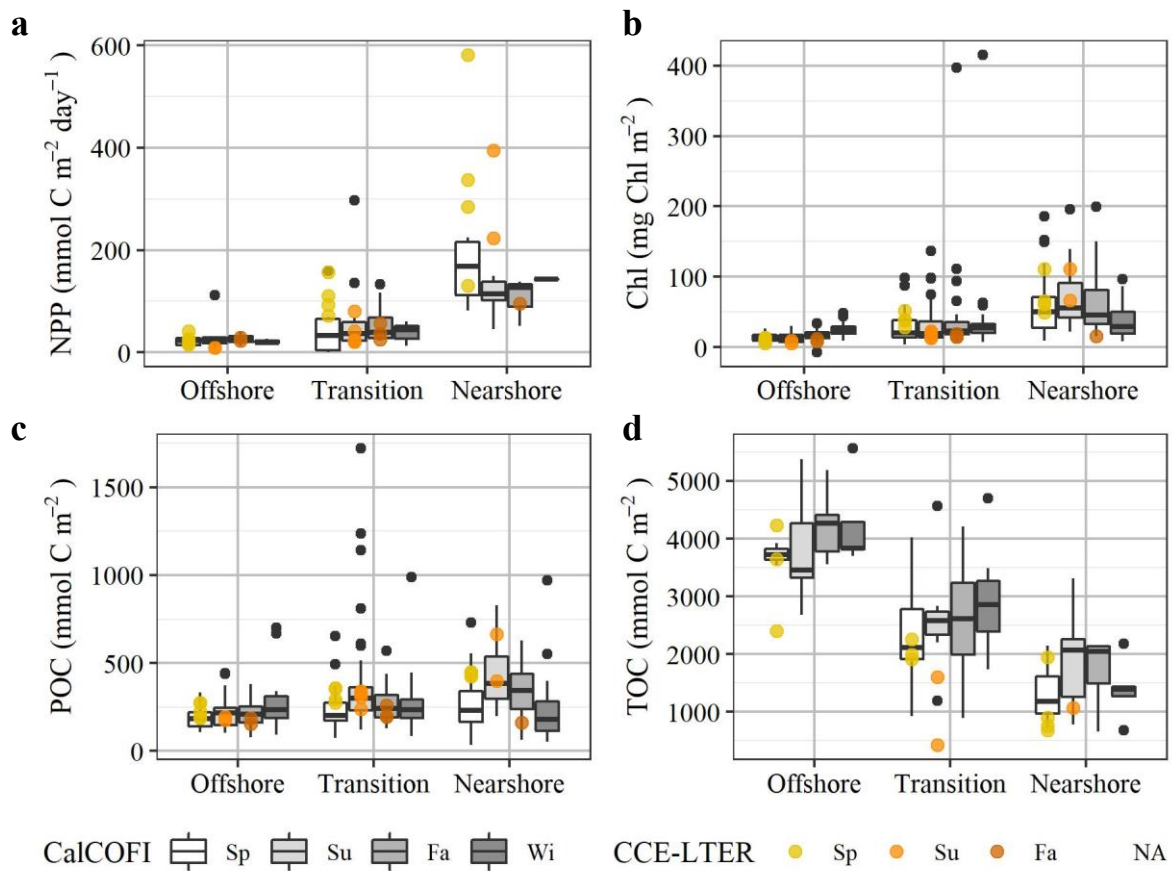 a
NPP (mmol C m⁻² day⁻¹)
600
400
200
0
Offshore Transition Nearshore
b
Chl (mg Chl m⁻²)
400
300
200
100
0
Offshore Transition Nearshore
c
POC (mmol C m⁻²)
1500
1000
500
0
Offshore Transition Nearshore
d
TOC (mmol C m⁻²)
5000
4000
3000
2000
1000
Offshore Transition Nearshore
CalCOFI Sp Su Fa Wi CCE-LTER Sp Su Fa NA